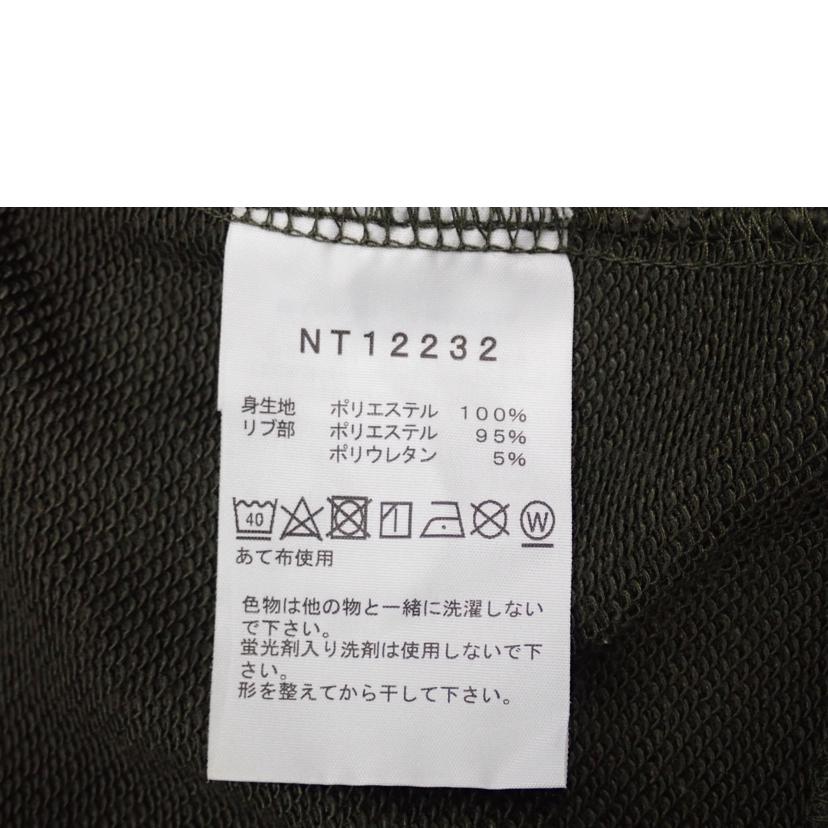 NT12232
身生地 ポリエステル 100%
リブ部 ポリエステル 95%
ポリウレタン 5%
40 W
あて布使用
色物は他の物と一緒に洗濯しない
で下さい。
蛍光剤入り洗剤は使用しないで下
さい。
形を整えてから干して下さい。